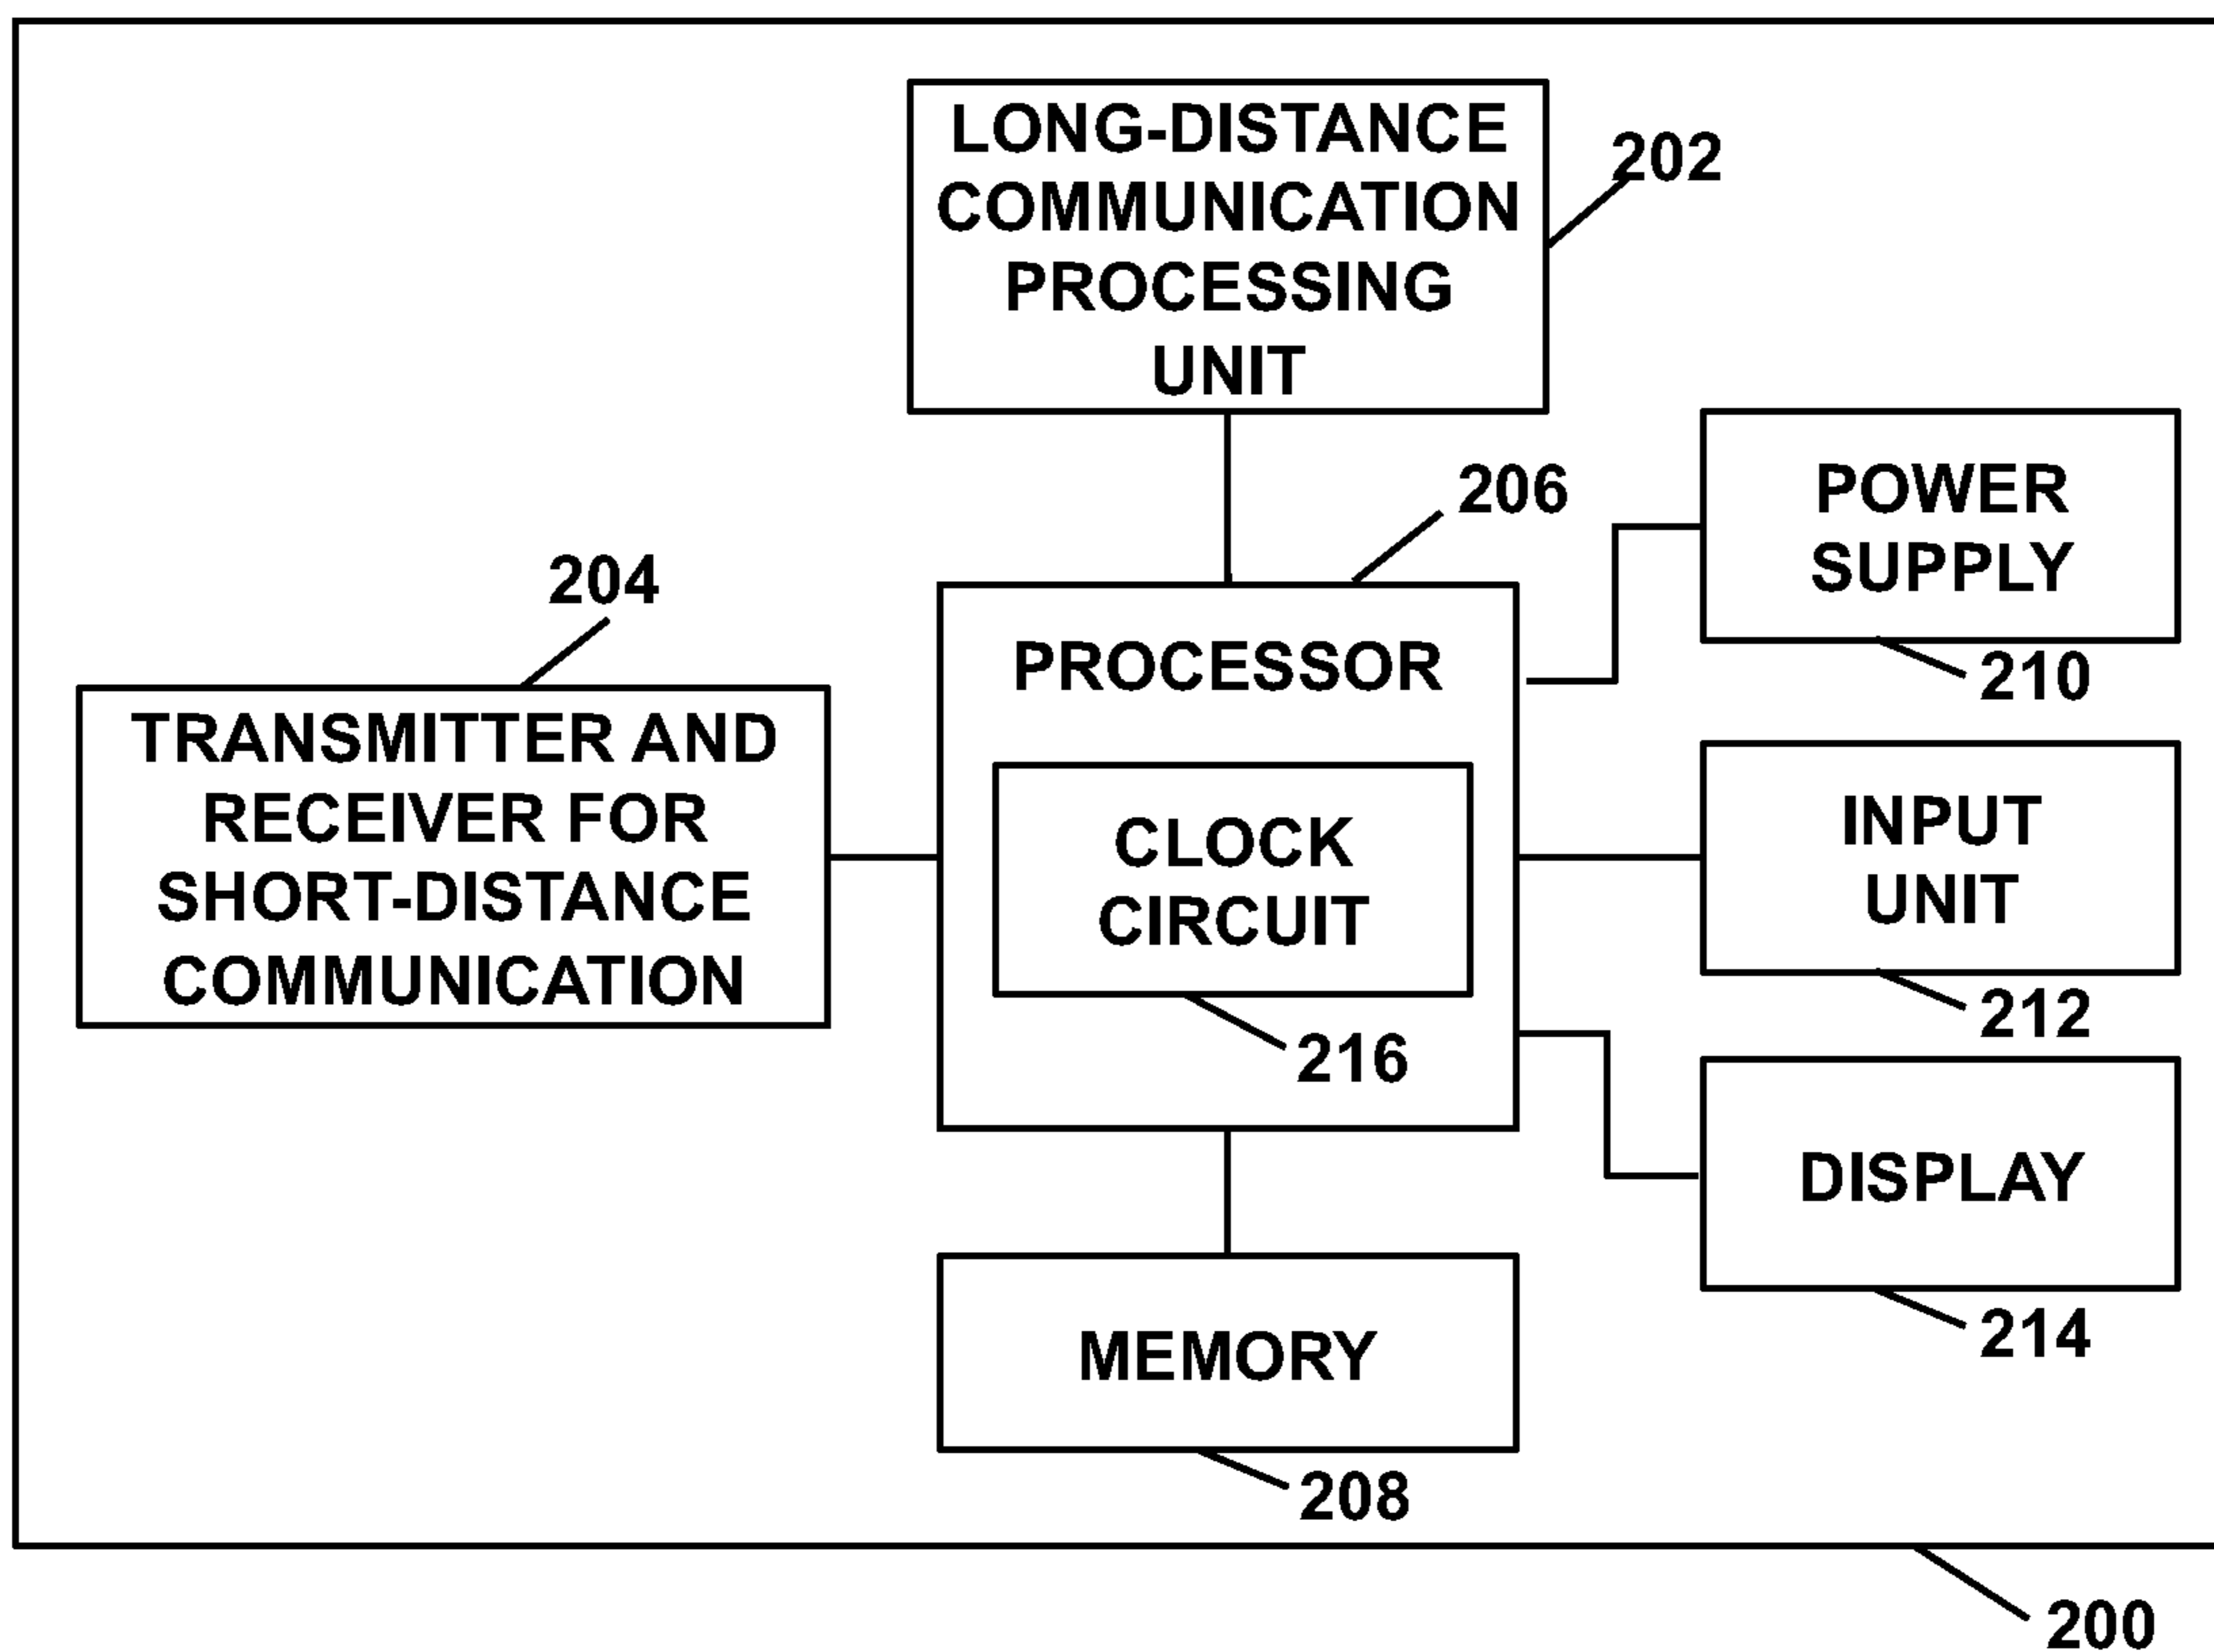 LONG-DISTANCE
COMMUNICATION
PROCESSING
UNIT
202
206
POWER
SUPPLY
210
204
PROCESSOR
TRANSMITTER AND
RECEIVER FOR
SHORT-DISTANCE
COMMUNICATION
CLOCK
CIRCUIT
216
INPUT
UNIT
212
DISPLAY
214
MEMORY
208
200